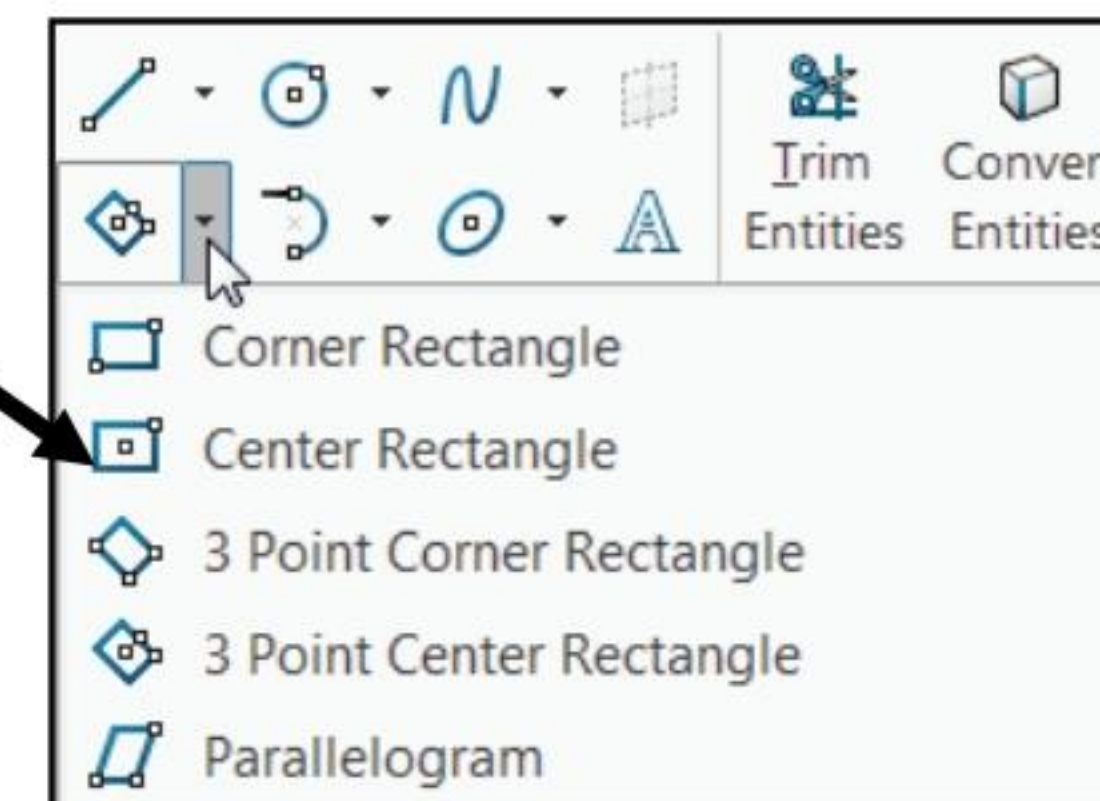 Trim
Entities
Conver
Entities
Corner Rectangle
Center Rectangle
3 Point Corner Rectangle
3 Point Center Rectangle
Parallelogram